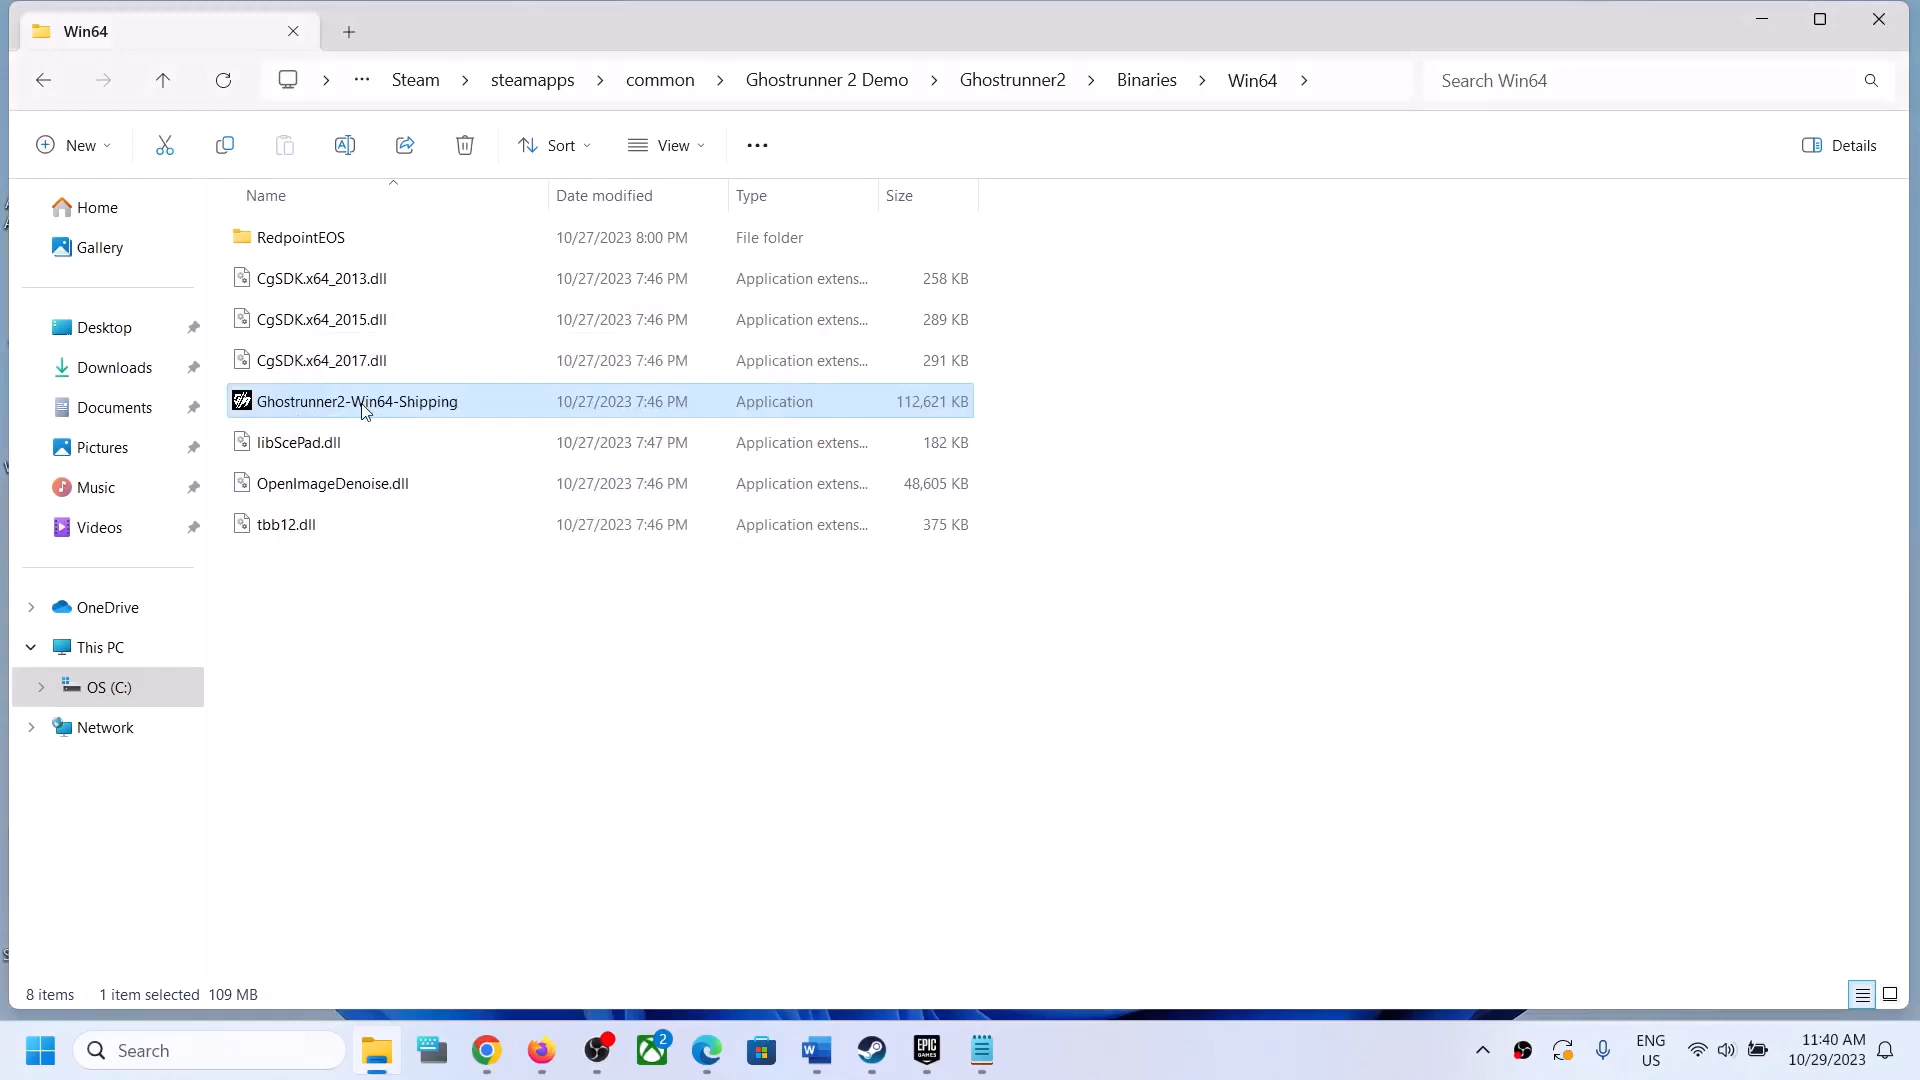 Win64
Steam > steamapps > common > Ghostrunner 2 Demo > Ghostrunner2 > Binaries > Win64 >
Search Win64
New
Sort
View
Details
Name Date modified Type Size
Home
Gallery
Desktop
Downloads
Documents
Pictures
Music
Videos
OneDrive
This PC
OS (C:)
Network
RedpointEOS 10/27/2023 8:00 PM File folder
CgSDK.x64_2013.dll 10/27/2023 7:46 PM Application extens... 258 KB
CgSDK.x64_2015.dll 10/27/2023 7:46 PM Application extens... 289 KB
CgSDK.x64_2017.dll 10/27/2023 7:46 PM Application extens... 291 KB
Ghostrunner2-Win64-Shipping 10/27/2023 7:46 PM Application 112,621 KB
libScePad.dll 10/27/2023 7:47 PM Application extens... 182 KB
OpenImageDenoise.dll 10/27/2023 7:46 PM Application extens... 48,605 KB
tbb12.dll 10/27/2023 7:46 PM Application extens... 375 KB
8 items 1 item selected 109 MB
Search
2
EPIC GAMES
ENG
US
11:40 AM
10/29/2023